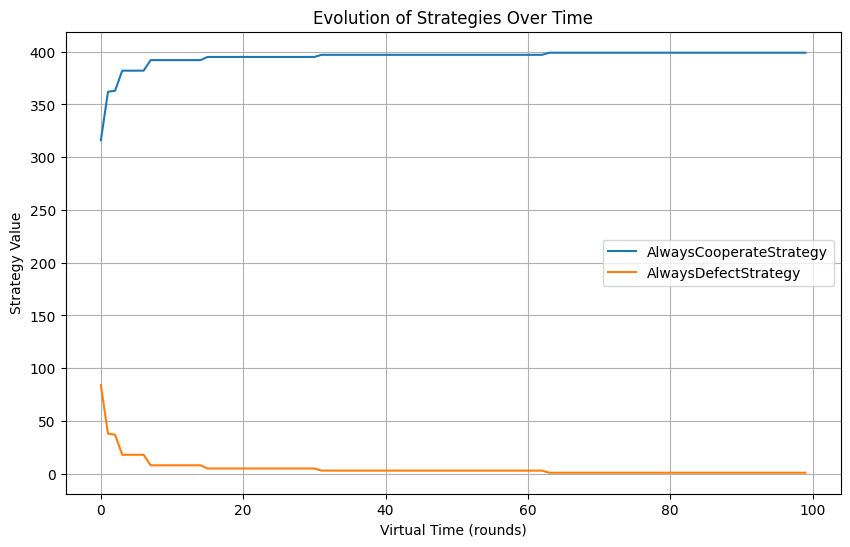 Evolution of Strategies Over Time
Strategy Value
400
350
300
250
200
150
100
50
0
AlwaysCooperateStrategy
AlwaysDefectStrategy
0 20 40 60 80 100
Virtual Time (rounds)